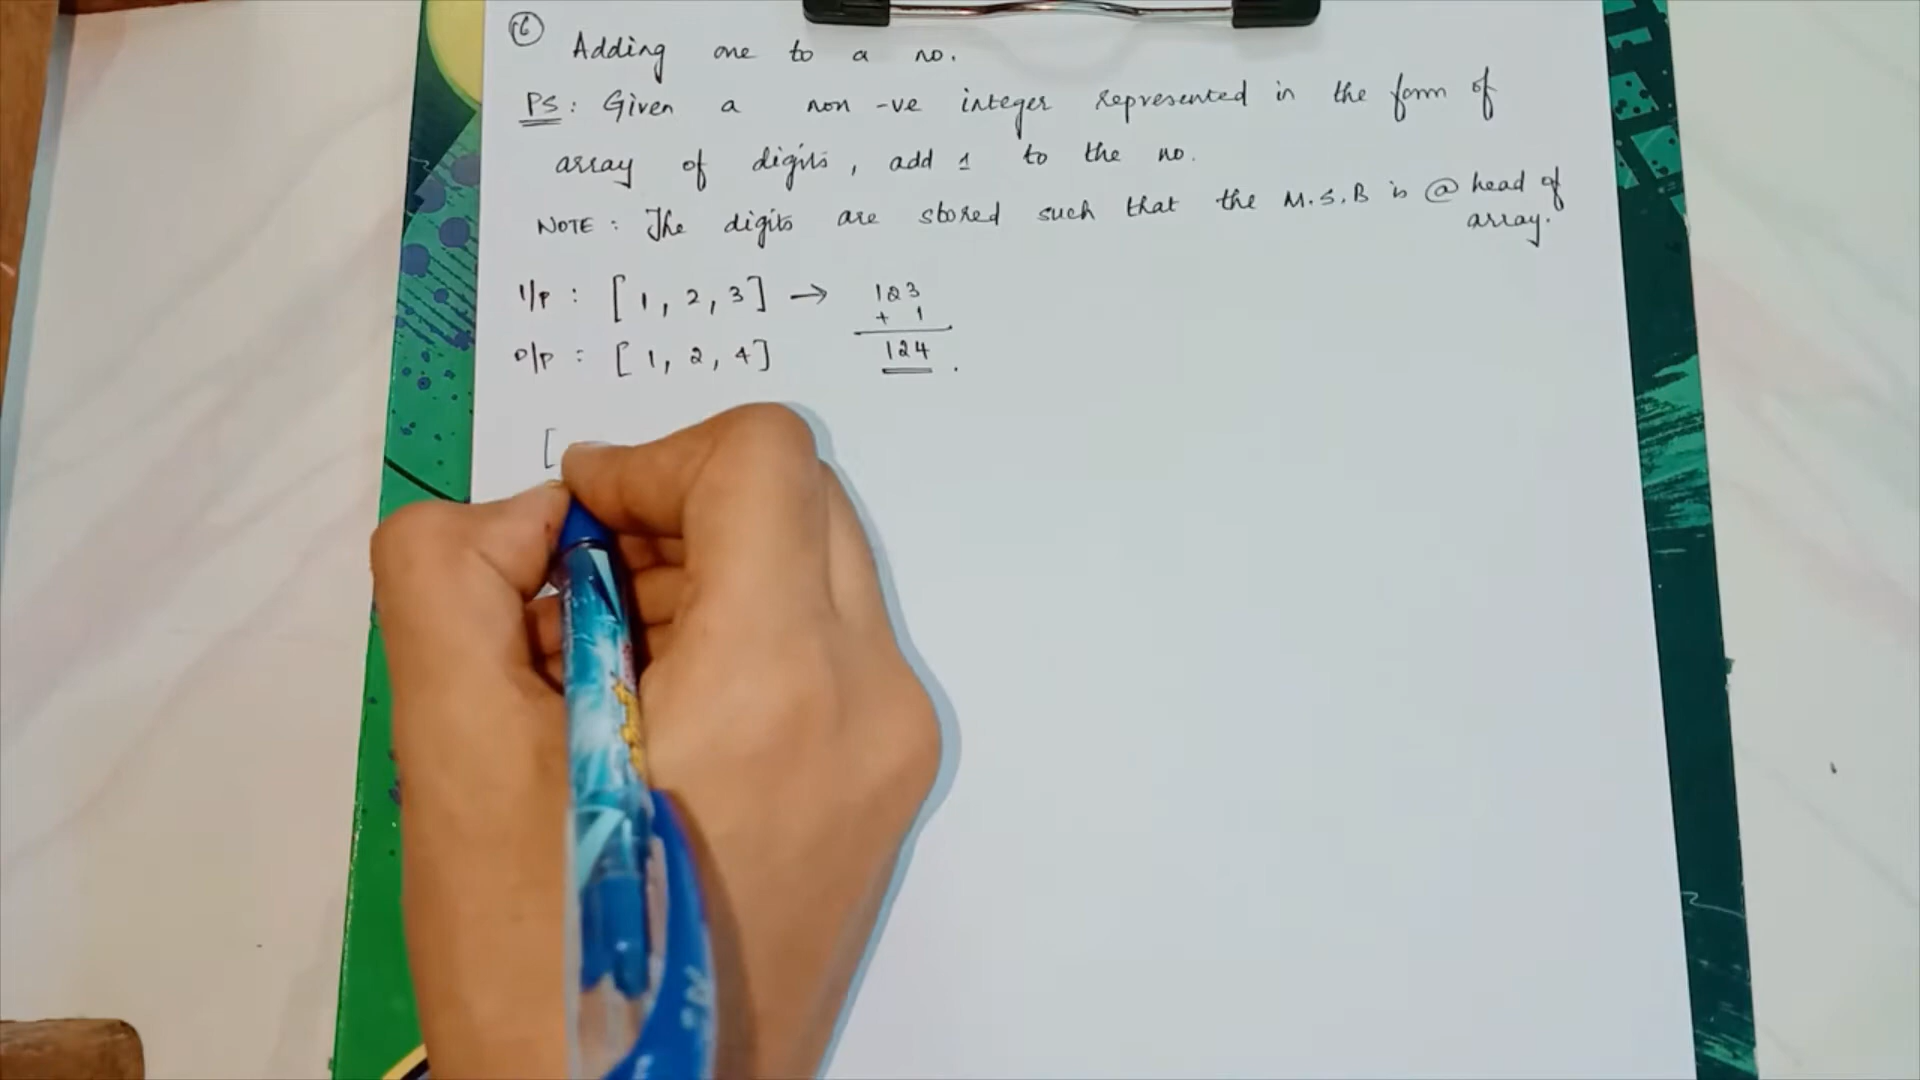 16
Adding one to a no.
PS : Given a non -ve integer represented in the form of
array of digits , add 1 to the no.
NOTE : The digits are stored such that the M.S.B is @ head of
array.
I/p : [ 1 , 2 , 3 ] → 123
+ 1
O/p : [ 1 , 2 , 4 ] 124 .
[